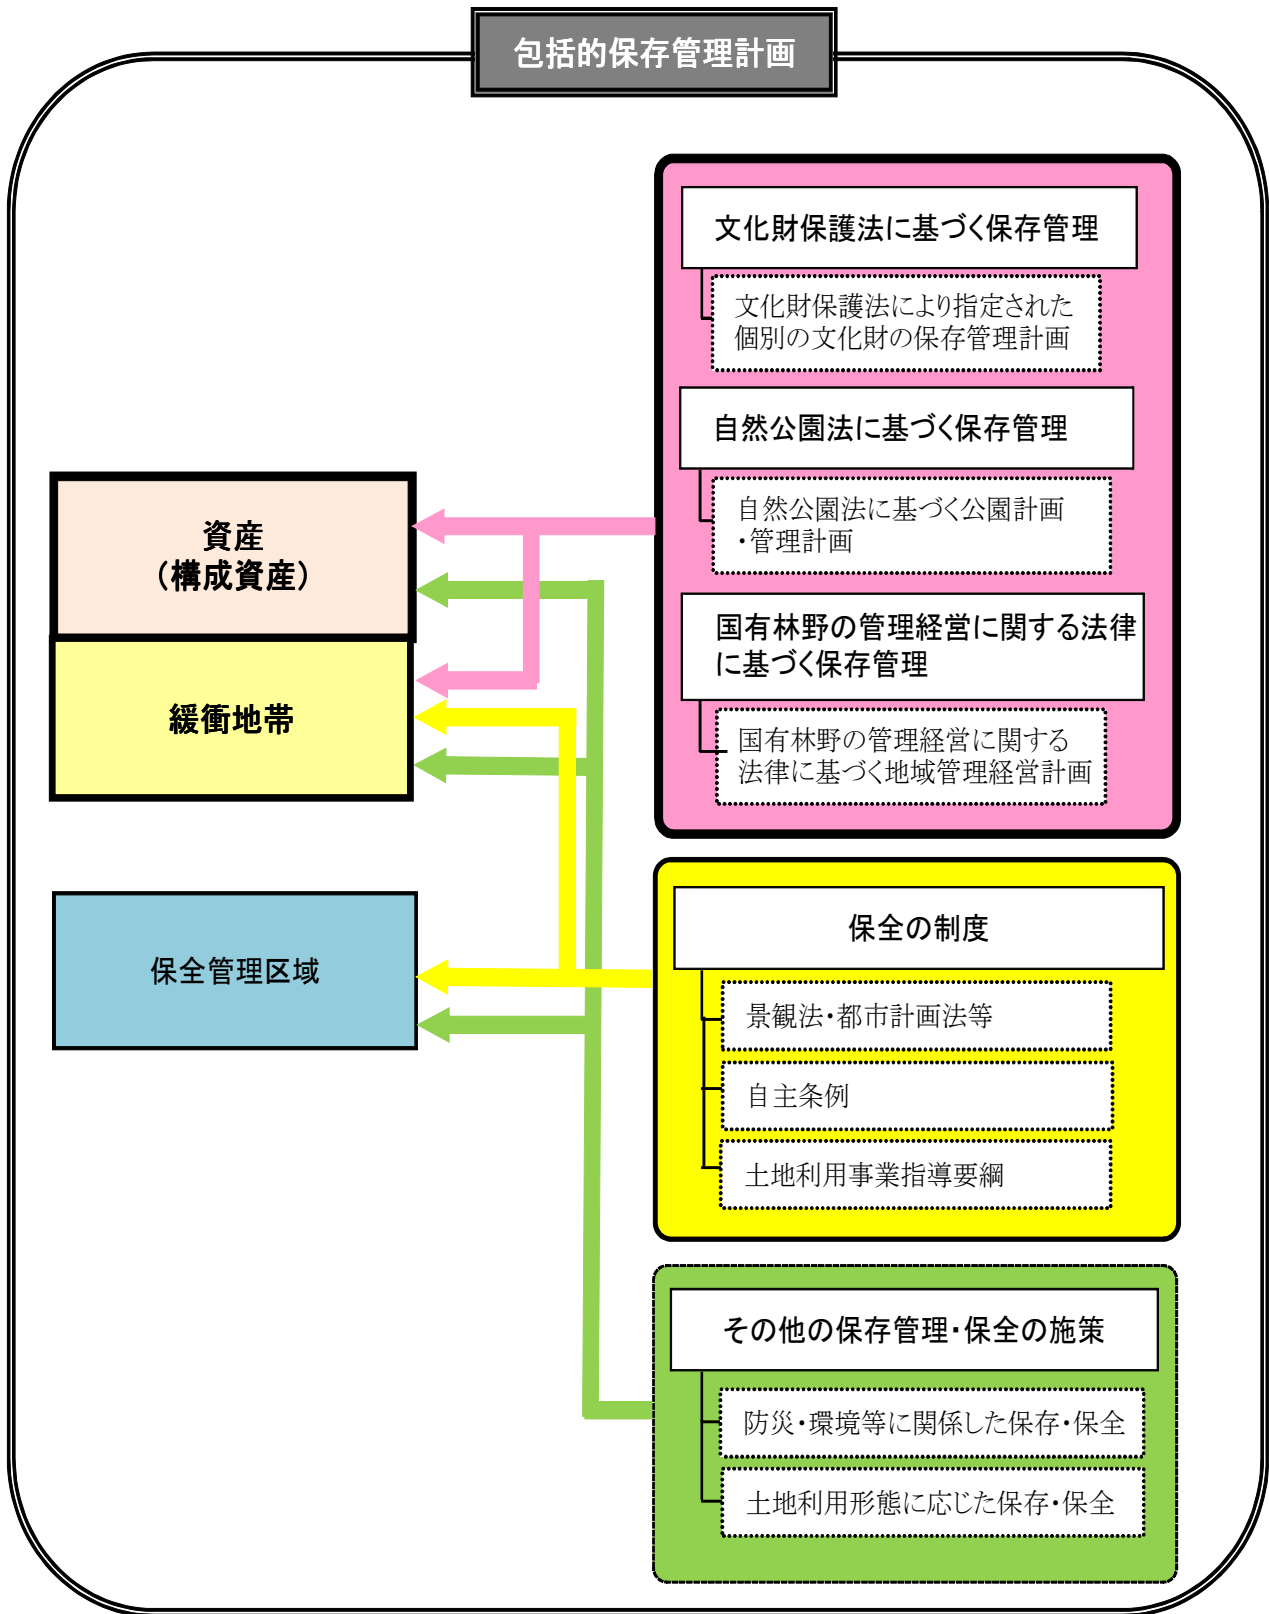 包括的保存管理計画
文化財保護法に基づく保存管理
文化財保護法により指定された
個別の文化財の保存管理計画
自然公園法に基づく保存管理
自然公園法に基づく公園計画
・管理計画
国有林野の管理経営に関する法律
に基づく保存管理
国有林野の管理経営に関する
法律に基づく地域管理経営計画
資産
（構成資産）
緩衝地帯
保全管理区域
保全の制度
景観法・都市計画法等
自主条例
土地利用事業指導要綱
その他の保存管理・保全の施策
防災・環境等に関係した保存・保全
土地利用形態に応じた保存・保全